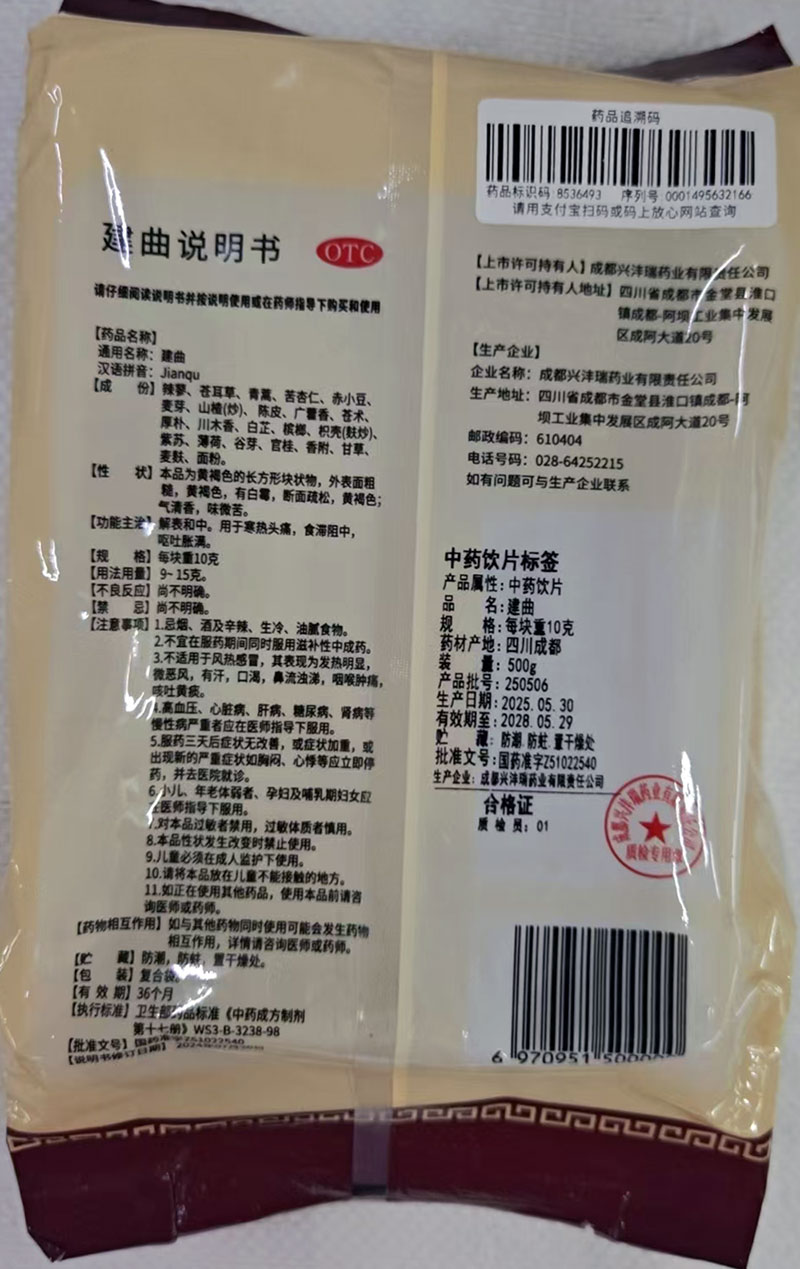 建曲说明书
OTC
请仔细阅读说明书并按说明使用或在药师指导下购买和使用
【药品名称】
通用名称：建曲
汉语拼音：Jianqu
【成 份】辣蓼、苍耳草、青蒿、苦杏仁、赤小豆、
麦芽、山楂(炒)、陈皮、广藿香、苍术、
厚朴、川木香、白芷、槟榔、枳壳(麸炒)、
紫苏、薄荷、谷芽、官桂、香附、甘草、
麦麸、面粉。
【性 状】本品为黄褐色的长方形块状物，外表面粗
糙，黄褐色，有白霉，断面疏松，黄褐色；
气清香，味微苦。
【功能主治】解表和中。用于寒热头痛，食滞阻中，
呕吐胀满。
【规 格】每块重10克
【用法用量】9~15克。
【不良反应】尚不明确。
【禁 忌】尚不明确。
【注意事项】1.忌烟、酒及辛辣、生冷、油腻食物。
2.不宜在服药期间同时服用滋补性中成药。
3.不适用于风热感冒，其表现为发热明显，
微恶风，有汗，口渴，鼻流浊涕，咽喉肿痛，
咳吐黄痰。
4.高血压、心脏病、肝病、糖尿病、肾病等
慢性病严重者应在医师指导下服用。
5.服药三天后症状无改善，或症状加重，或
出现新的严重症状如胸闷、心悸等应立即停
药，并去医院就诊。
6.小儿、年老体弱者、孕妇及哺乳期妇女应
在医师指导下服用。
7.对本品过敏者禁用，过敏体质者慎用。
8.本品性状发生改变时禁止使用。
9.儿童必须在成人监护下使用。
10.请将本品放在儿童不能接触的地方。
11.如正在使用其他药品，使用本品前请咨
询医师或药师。
【药物相互作用】如与其他药物同时使用可能会发生药物
相互作用，详情请咨询医师或药师。
【贮 藏】防潮，防蛀，置干燥处。
【包 装】复合袋。
【有 效 期】36个月
【执行标准】卫生部药品标准《中药成方制剂
第十七册》WS3-B-3238-98
【批准文号】国药准字Z51022540
【说明书修订日期】
药品追溯码
药品标识码 8536493 序列号 0001495632166
请用支付宝扫码或码上放心网站查询
【上市许可持有人】成都兴沣瑞药业有限责任公司
【上市许可持有人地址】四川省成都市金堂县淮口
镇成都-阿坝工业集中发展
区成阿大道20号
【生产企业】
企业名称：成都兴沣瑞药业有限责任公司
生产地址：四川省成都市金堂县淮口镇成都-阿
坝工业集中发展区成阿大道20号
邮政编码：610404
电话号码：028-64252215
如有问题可与生产企业联系
中药饮片标签
产品属性：中药饮片
品 名：建曲
规 格：每块重10克
药材产地：四川成都
装 量：500g
产品批号：250506
生产日期：2025.05.30
有效期至：2028.05.29
贮 藏：防潮 防蛀 置干燥处
批准文号：国药准字Z51022540
生产企业：成都兴沣瑞药业有限责任公司
合格证
质 检 员：01
质检专用章
6 970951 50000